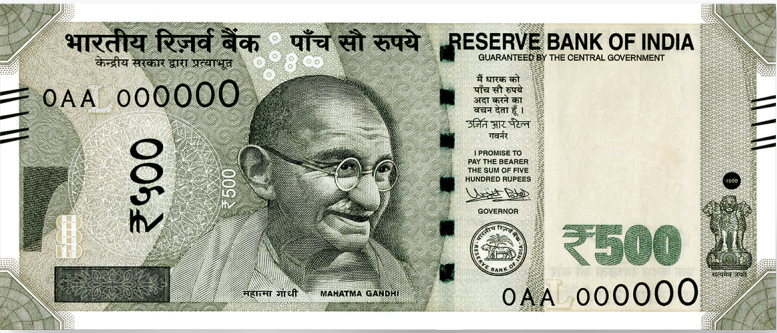 भारतीय रिज़र्व बैंक
केन्द्रीय सरकार द्वारा प्रत्याभूत
पाँच सौ रुपये
RESERVE BANK OF INDIA
GUARANTEED BY THE CENTRAL GOVERNMENT
0AA L 000000
मैं धारक को
पाँच सौ रुपये
अदा करने का
वचन देता हूँ ।
उर्जित आर पटेल
गवर्नर
I PROMISE TO
PAY THE BEARER
THE SUM OF FIVE
HUNDRED RUPEES
GOVERNOR
₹५00
₹500
भारतीय रिज़र्व बैंक
RESERVE BANK OF INDIA
₹500
सत्यमेव जयते
महात्मा गांधी
MAHATMA GANDHI
0AA L 000000